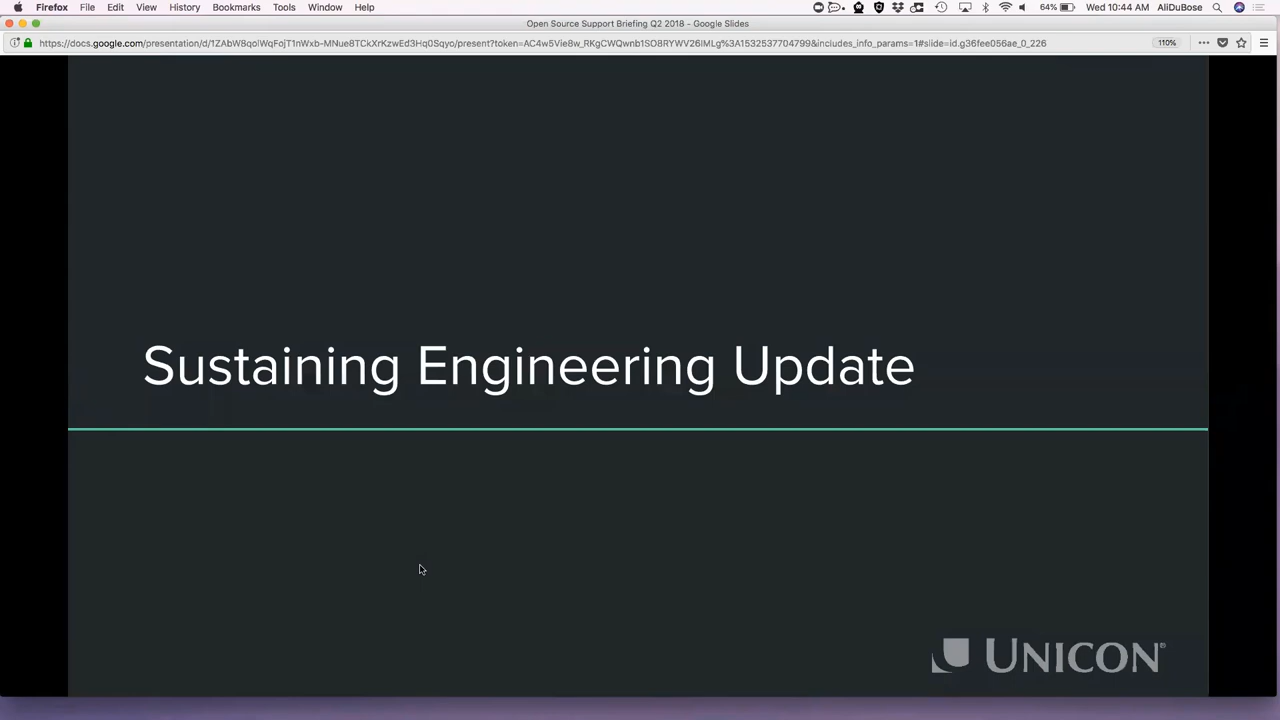 Firefox File Edit View History Bookmarks Tools Window Help 64% Wed 10:44 AM AliDuBose
Open Source Support Briefing Q2 2018 - Google Slides
110%
Sustaining Engineering Update
UNICON®